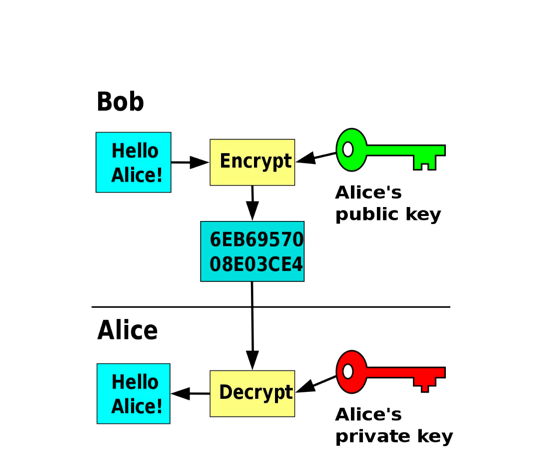 Bob
Hello
Alice!
Encrypt
Alice's
public key
6EB69570
08E03CE4
Alice
Hello
Alice!
Decrypt
Alice's
private key